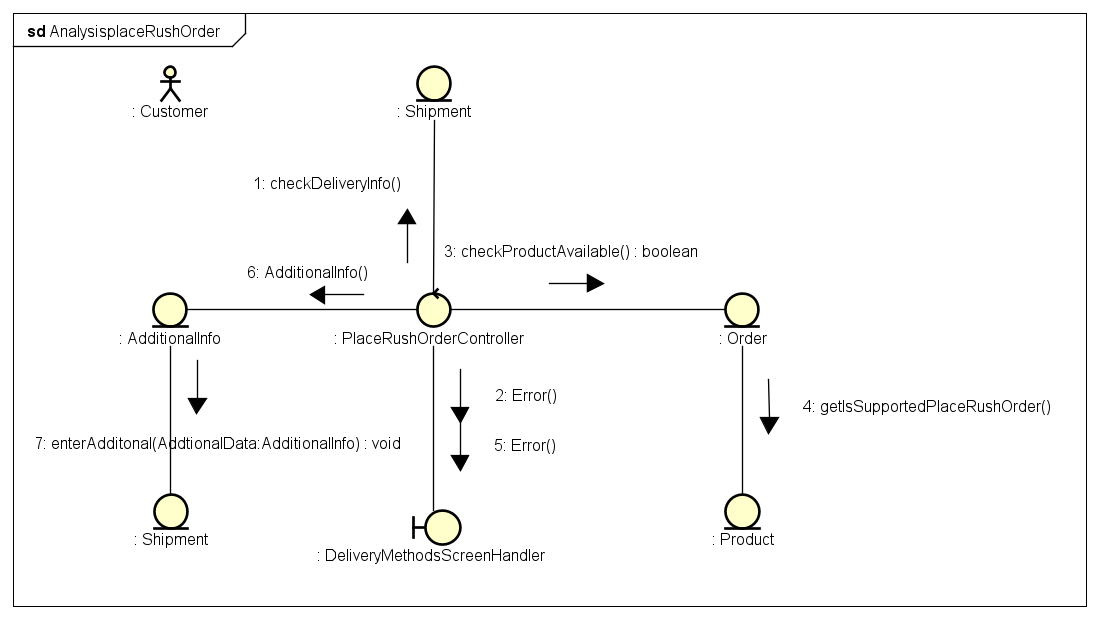 sd AnalysisplaceRushOrder
: Customer
: Shipment
1: checkDeliveryInfo()
3: checkProductAvailable() : boolean
6: AdditionalInfo()
: AdditionalInfo
: PlaceRushOrderController
: Order
2: Error()
4: getIsSupportedPlaceRushOrder()
7: enterAdditonal(AddtionalData:AdditionalInfo) : void
5: Error()
: Shipment
: DeliveryMethodsScreenHandler
: Product